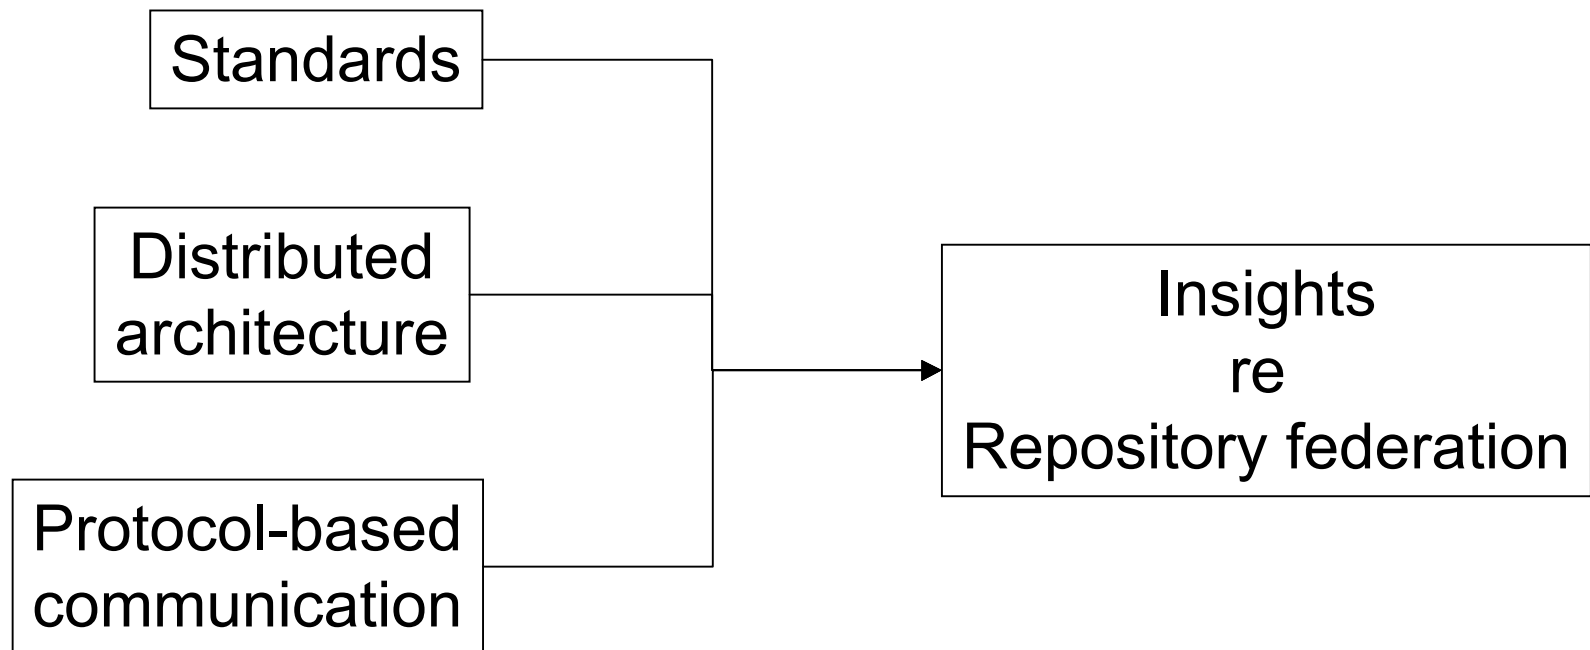 Standards
Distributed
architecture
Protocol-based
communication
Insights
re
Repository federation